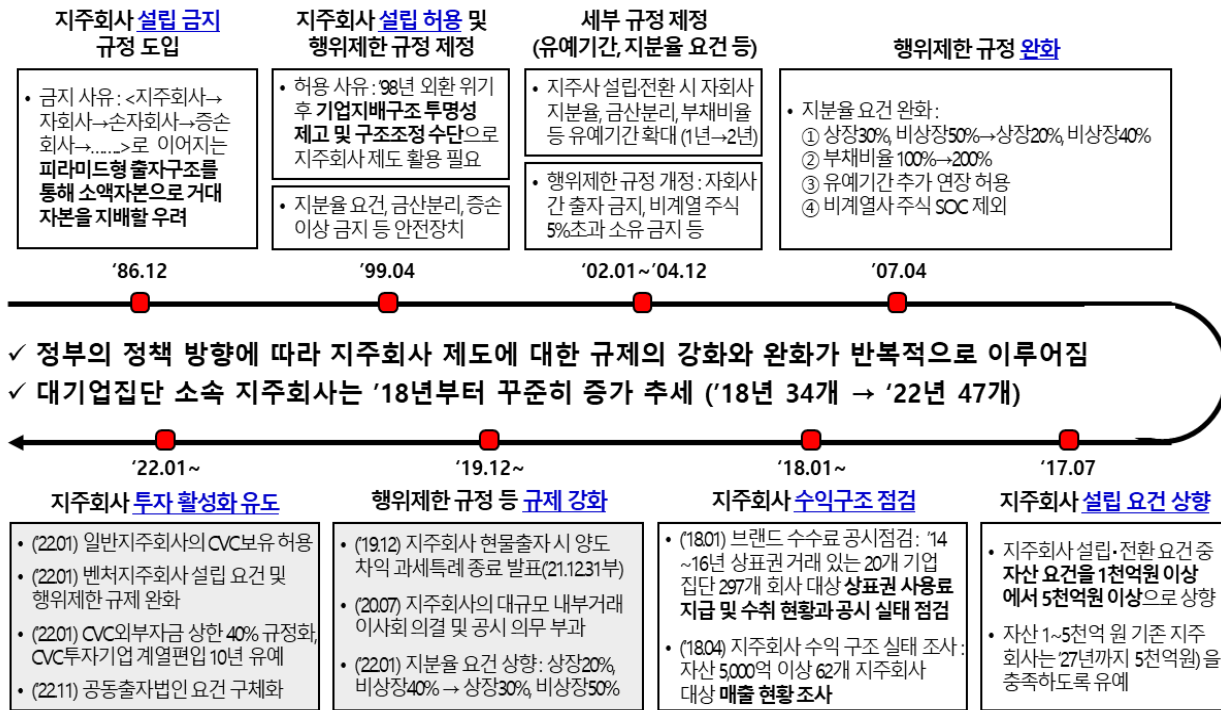 지주회사 설립 금지
규정 도입
• 금지 사유 : <지주회사→
자회사→손자회사→증손
회사→…….>로 이어지는
피라미드형 출자구조를
통해 소액자본으로 거대
자본을 지배할 우려
'86.12
지주회사 설립 허용 및
행위제한 규정 제정
• 허용 사유 : '98년 외환 위기
후 기업지배구조 투명성
제고 및 구조조정 수단으로
지주회사 제도 활용 필요
• 지분율 요건, 금산분리, 증손
이상 금지 등 안전장치
'99.04
세부 규정 제정
(유예기간, 지분율 요건 등)
• 지주사 설립·전환 시 자회사
지분율, 금산분리, 부채비율
등 유예기간 확대 (1년→2년)
• 행위제한 규정 개정 : 자회사
간 출자 금지, 비계열 주식
5%초과 소유 금지 등
'02.01~'04.12
행위제한 규정 완화
• 지분율 요건 완화 :
① 상장30%, 비상장50%→상장20%, 비상장40%
② 부채비율 100%→200%
③ 유예기간 추가 연장 허용
④ 비계열사 주식 SOC 제외
'07.04
✓ 정부의 정책 방향에 따라 지주회사 제도에 대한 규제의 강화와 완화가 반복적으로 이루어짐
✓ 대기업집단 소속 지주회사는 '18년부터 꾸준히 증가 추세 ('18년 34개 → '22년 47개)
'22.01~
지주회사 투자 활성화 유도
• ('22.01) 일반지주회사의 CVC보유 허용
• ('22.01) 벤처지주회사 설립 요건 및
행위제한 규제 완화
• ('22.01) CVC외부자금 상한 40% 규정화,
CVC투자기업 계열편입 10년 유예
• ('22.11) 공동출자법인 요건 구체화
'19.12~
행위제한 규정 등 규제 강화
• ('19.12) 지주회사 현물출자 시 양도
차익 과세특례 종료 발표('21.12.31부)
• ('20.07) 지주회사의 대규모 내부거래
이사회 의결 및 공시 의무 부과
• ('22.01) 지분율 요건 상향 : 상장20%,
비상장40% → 상장30%, 비상장50%
'18.01~
지주회사 수익구조 점검
• ('18.01) 브랜드 수수료 공시점검 : '14
~16년 상표권 거래 있는 20개 기업
집단 297개 회사 대상 상표권 사용료
지급 및 수취 현황과 공시 실태 점검
• ('18.04) 지주회사 수익 구조 실태 조사 :
자산 5,000억 이상 62개 지주회사
대상 매출 현황 조사
'17.07
지주회사 설립 요건 상향
• 지주회사 설립·전환 요건 중
자산 요건을 1천억원 이상
에서 5천억원 이상으로 상향
• 자산 1~5천억 원 기존 지주
회사는 '27년까지 5천억원) 을
충족하도록 유예